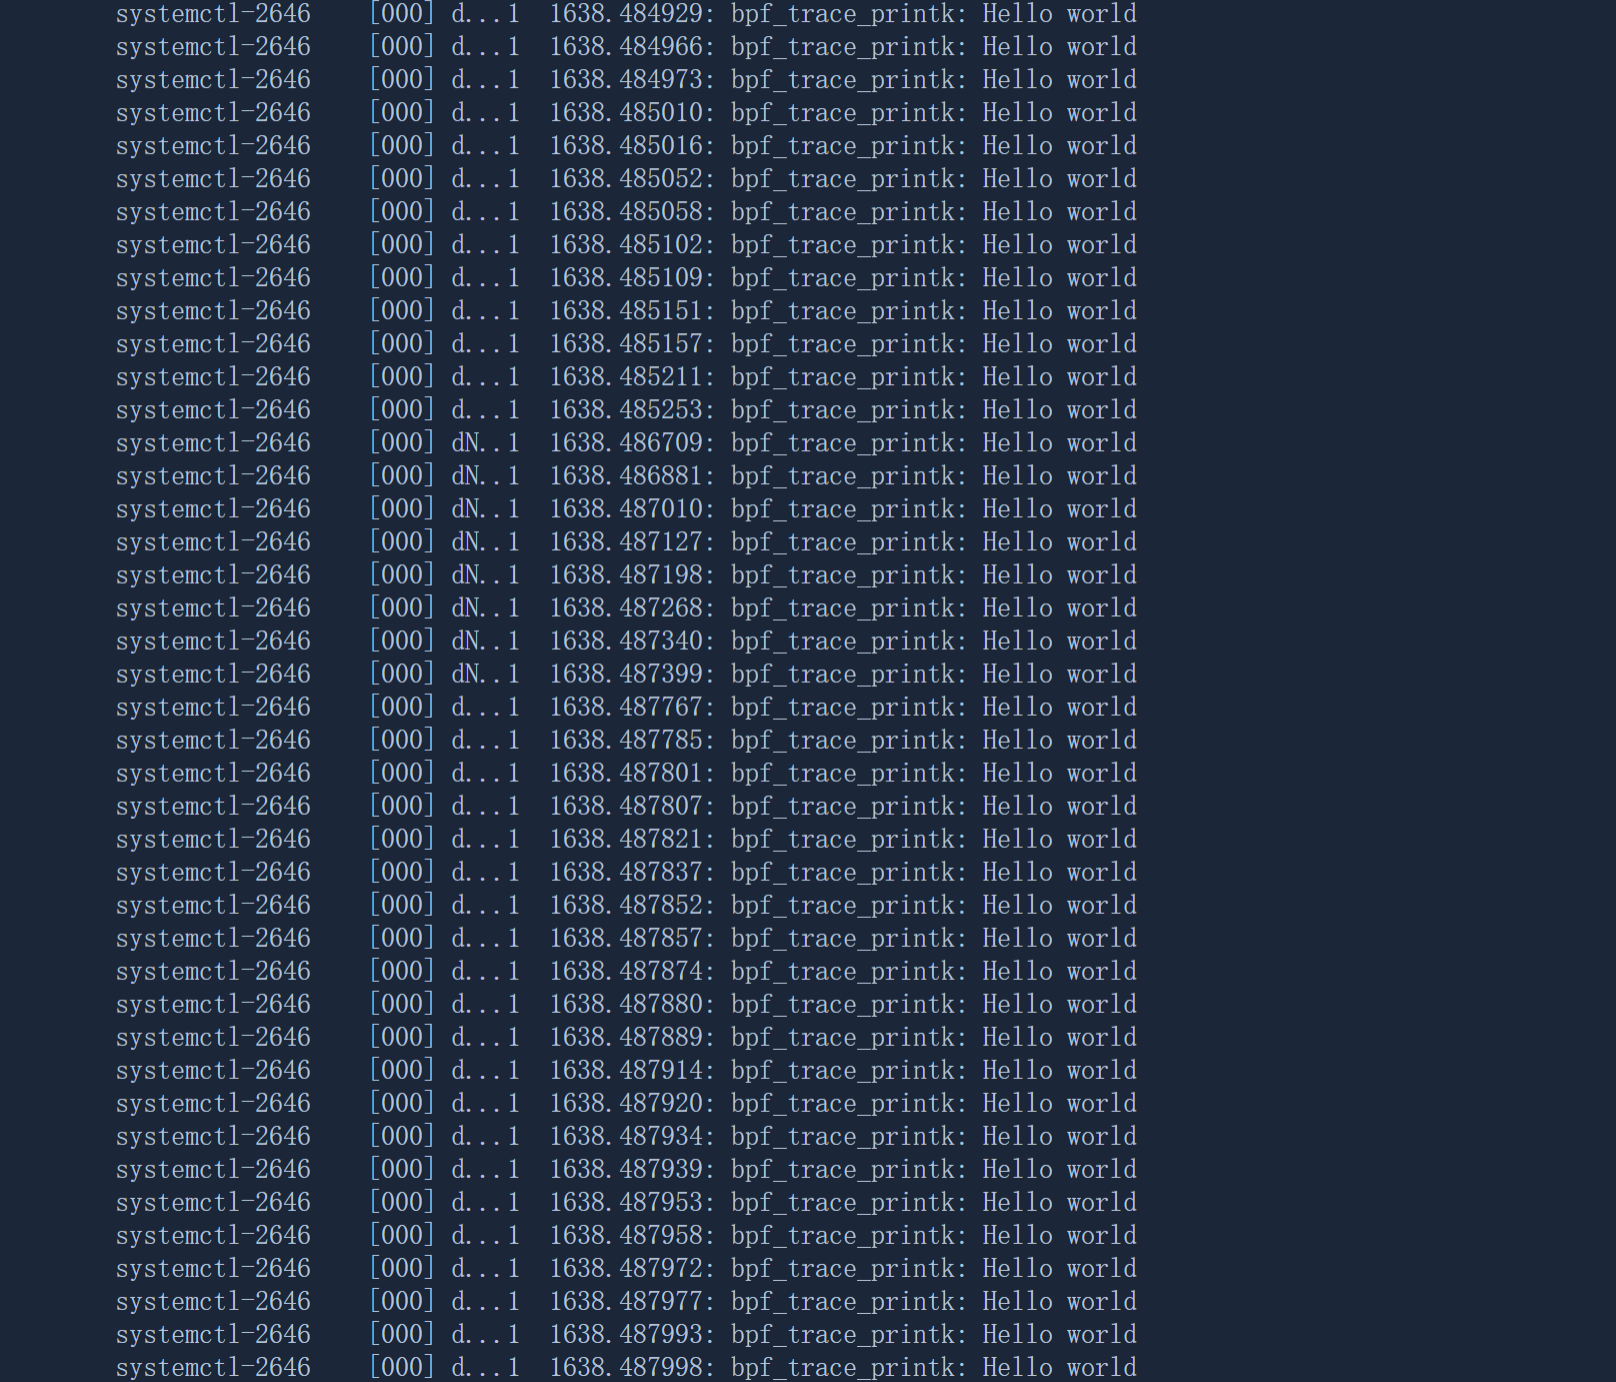 systemctl-2646    [000] d...1  1638.484929: bpf_trace_printk: Hello world
systemctl-2646    [000] d...1  1638.484966: bpf_trace_printk: Hello world
systemctl-2646    [000] d...1  1638.484973: bpf_trace_printk: Hello world
systemctl-2646    [000] d...1  1638.485010: bpf_trace_printk: Hello world
systemctl-2646    [000] d...1  1638.485016: bpf_trace_printk: Hello world
systemctl-2646    [000] d...1  1638.485052: bpf_trace_printk: Hello world
systemctl-2646    [000] d...1  1638.485058: bpf_trace_printk: Hello world
systemctl-2646    [000] d...1  1638.485102: bpf_trace_printk: Hello world
systemctl-2646    [000] d...1  1638.485109: bpf_trace_printk: Hello world
systemctl-2646    [000] d...1  1638.485151: bpf_trace_printk: Hello world
systemctl-2646    [000] d...1  1638.485157: bpf_trace_printk: Hello world
systemctl-2646    [000] d...1  1638.485211: bpf_trace_printk: Hello world
systemctl-2646    [000] d...1  1638.485253: bpf_trace_printk: Hello world
systemctl-2646    [000] dN..1  1638.486709: bpf_trace_printk: Hello world
systemctl-2646    [000] dN..1  1638.486881: bpf_trace_printk: Hello world
systemctl-2646    [000] dN..1  1638.487010: bpf_trace_printk: Hello world
systemctl-2646    [000] dN..1  1638.487127: bpf_trace_printk: Hello world
systemctl-2646    [000] dN..1  1638.487198: bpf_trace_printk: Hello world
systemctl-2646    [000] dN..1  1638.487268: bpf_trace_printk: Hello world
systemctl-2646    [000] dN..1  1638.487340: bpf_trace_printk: Hello world
systemctl-2646    [000] dN..1  1638.487399: bpf_trace_printk: Hello world
systemctl-2646    [000] d...1  1638.487767: bpf_trace_printk: Hello world
systemctl-2646    [000] d...1  1638.487785: bpf_trace_printk: Hello world
systemctl-2646    [000] d...1  1638.487801: bpf_trace_printk: Hello world
systemctl-2646    [000] d...1  1638.487807: bpf_trace_printk: Hello world
systemctl-2646    [000] d...1  1638.487821: bpf_trace_printk: Hello world
systemctl-2646    [000] d...1  1638.487837: bpf_trace_printk: Hello world
systemctl-2646    [000] d...1  1638.487852: bpf_trace_printk: Hello world
systemctl-2646    [000] d...1  1638.487857: bpf_trace_printk: Hello world
systemctl-2646    [000] d...1  1638.487874: bpf_trace_printk: Hello world
systemctl-2646    [000] d...1  1638.487880: bpf_trace_printk: Hello world
systemctl-2646    [000] d...1  1638.487889: bpf_trace_printk: Hello world
systemctl-2646    [000] d...1  1638.487914: bpf_trace_printk: Hello world
systemctl-2646    [000] d...1  1638.487920: bpf_trace_printk: Hello world
systemctl-2646    [000] d...1  1638.487934: bpf_trace_printk: Hello world
systemctl-2646    [000] d...1  1638.487939: bpf_trace_printk: Hello world
systemctl-2646    [000] d...1  1638.487953: bpf_trace_printk: Hello world
systemctl-2646    [000] d...1  1638.487958: bpf_trace_printk: Hello world
systemctl-2646    [000] d...1  1638.487972: bpf_trace_printk: Hello world
systemctl-2646    [000] d...1  1638.487977: bpf_trace_printk: Hello world
systemctl-2646    [000] d...1  1638.487993: bpf_trace_printk: Hello world
systemctl-2646    [000] d...1  1638.487998: bpf_trace_printk: Hello world